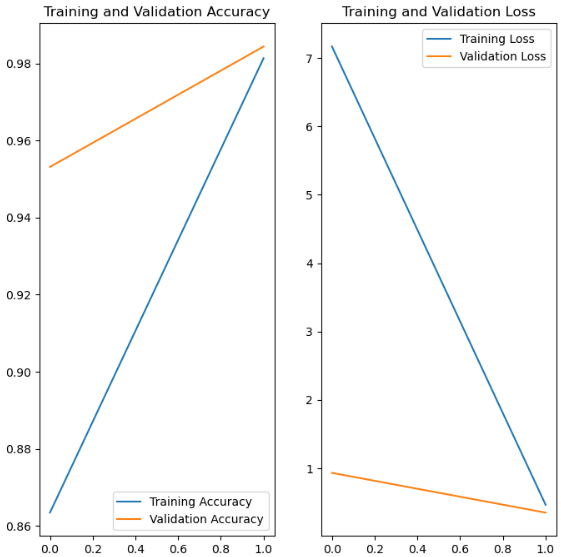 Training and Validation Accuracy
0.98
0.96
0.94
0.92
0.90
0.88
0.86
0.0 0.2 0.4 0.6 0.8 1.0
Training Accuracy
Validation Accuracy
Training and Validation Loss
Training Loss
Validation Loss
7
6
5
4
3
2
1
0.0 0.2 0.4 0.6 0.8 1.0